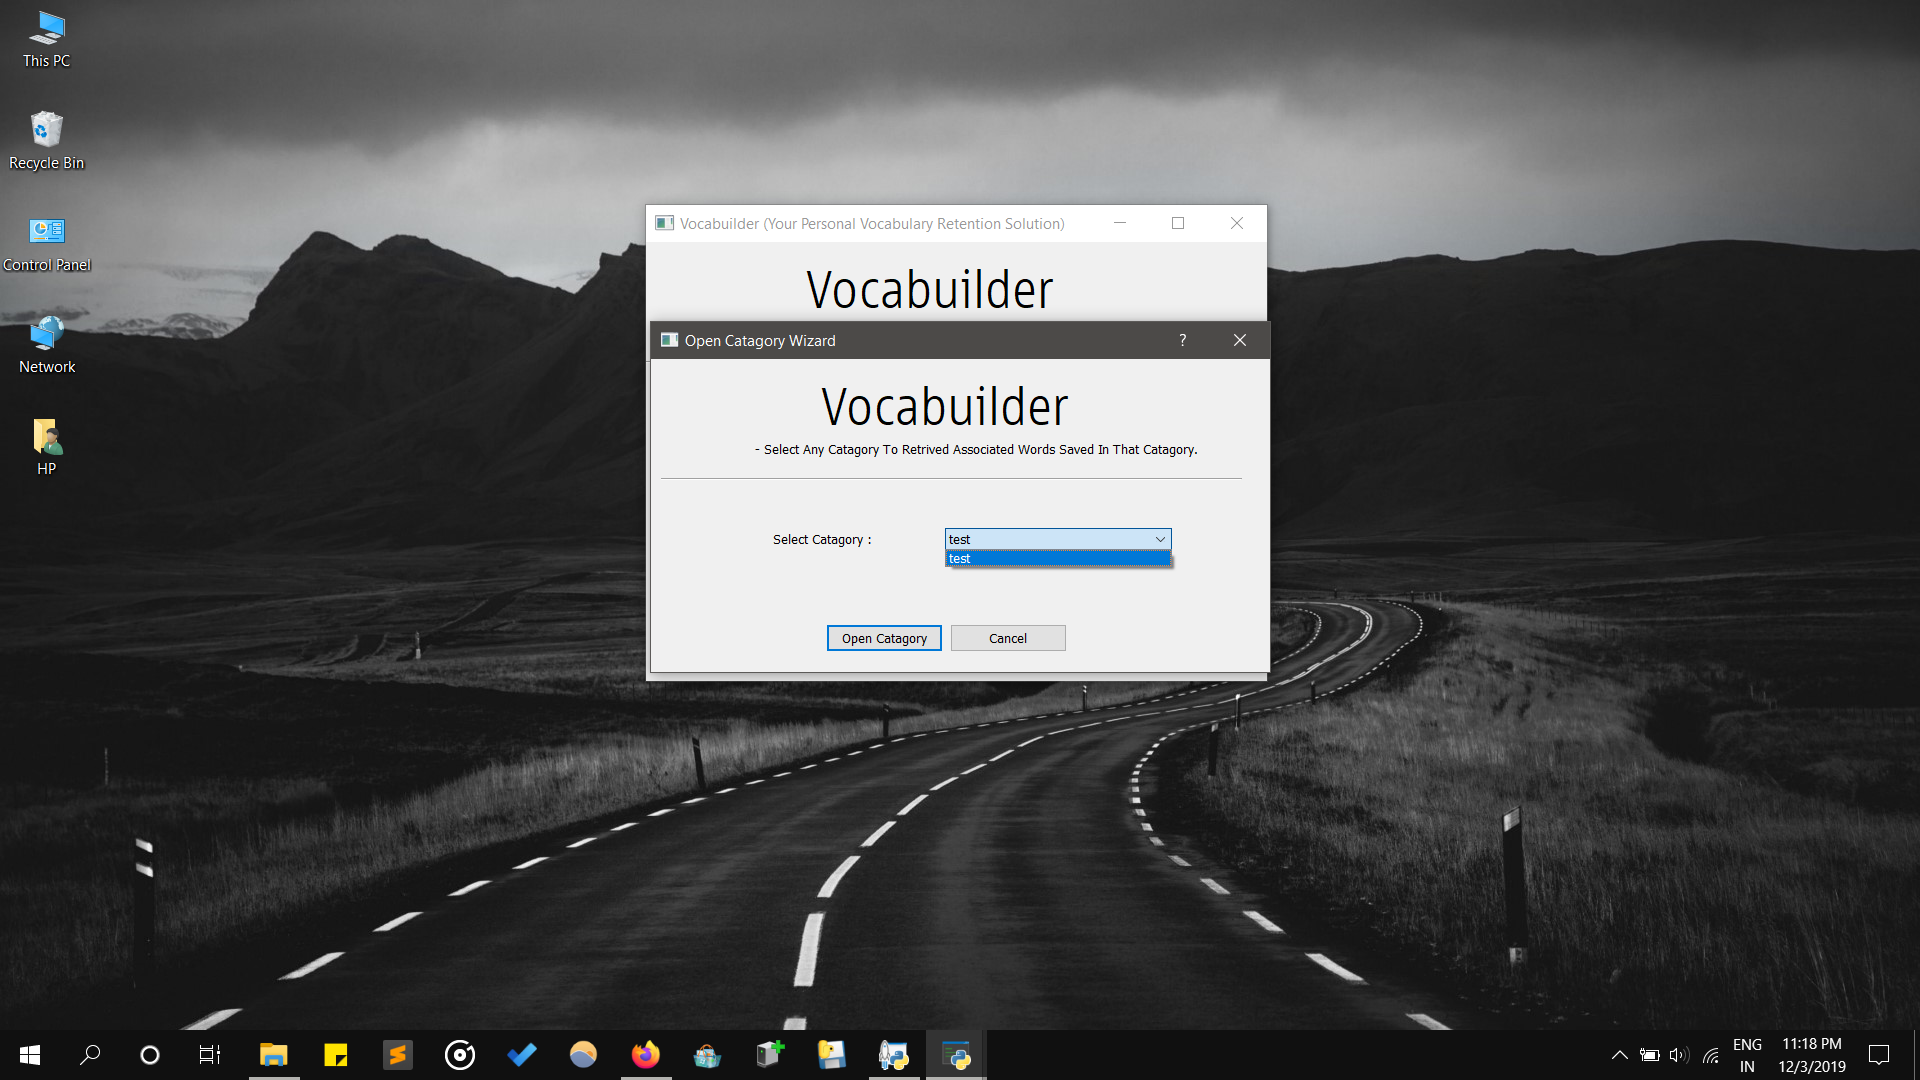 This PC
Recycle Bin
Control Panel
Network
HP
Vocabuilder (Your Personal Vocabulary Retention Solution)
Vocabuilder
Open Catagory Wizard
?
Vocabuilder
- Select Any Catagory To Retrived Associated Words Saved In That Catagory.
Select Catagory :
test
test
Open Catagory
Cancel
ENG
IN
11:18 PM
12/3/2019